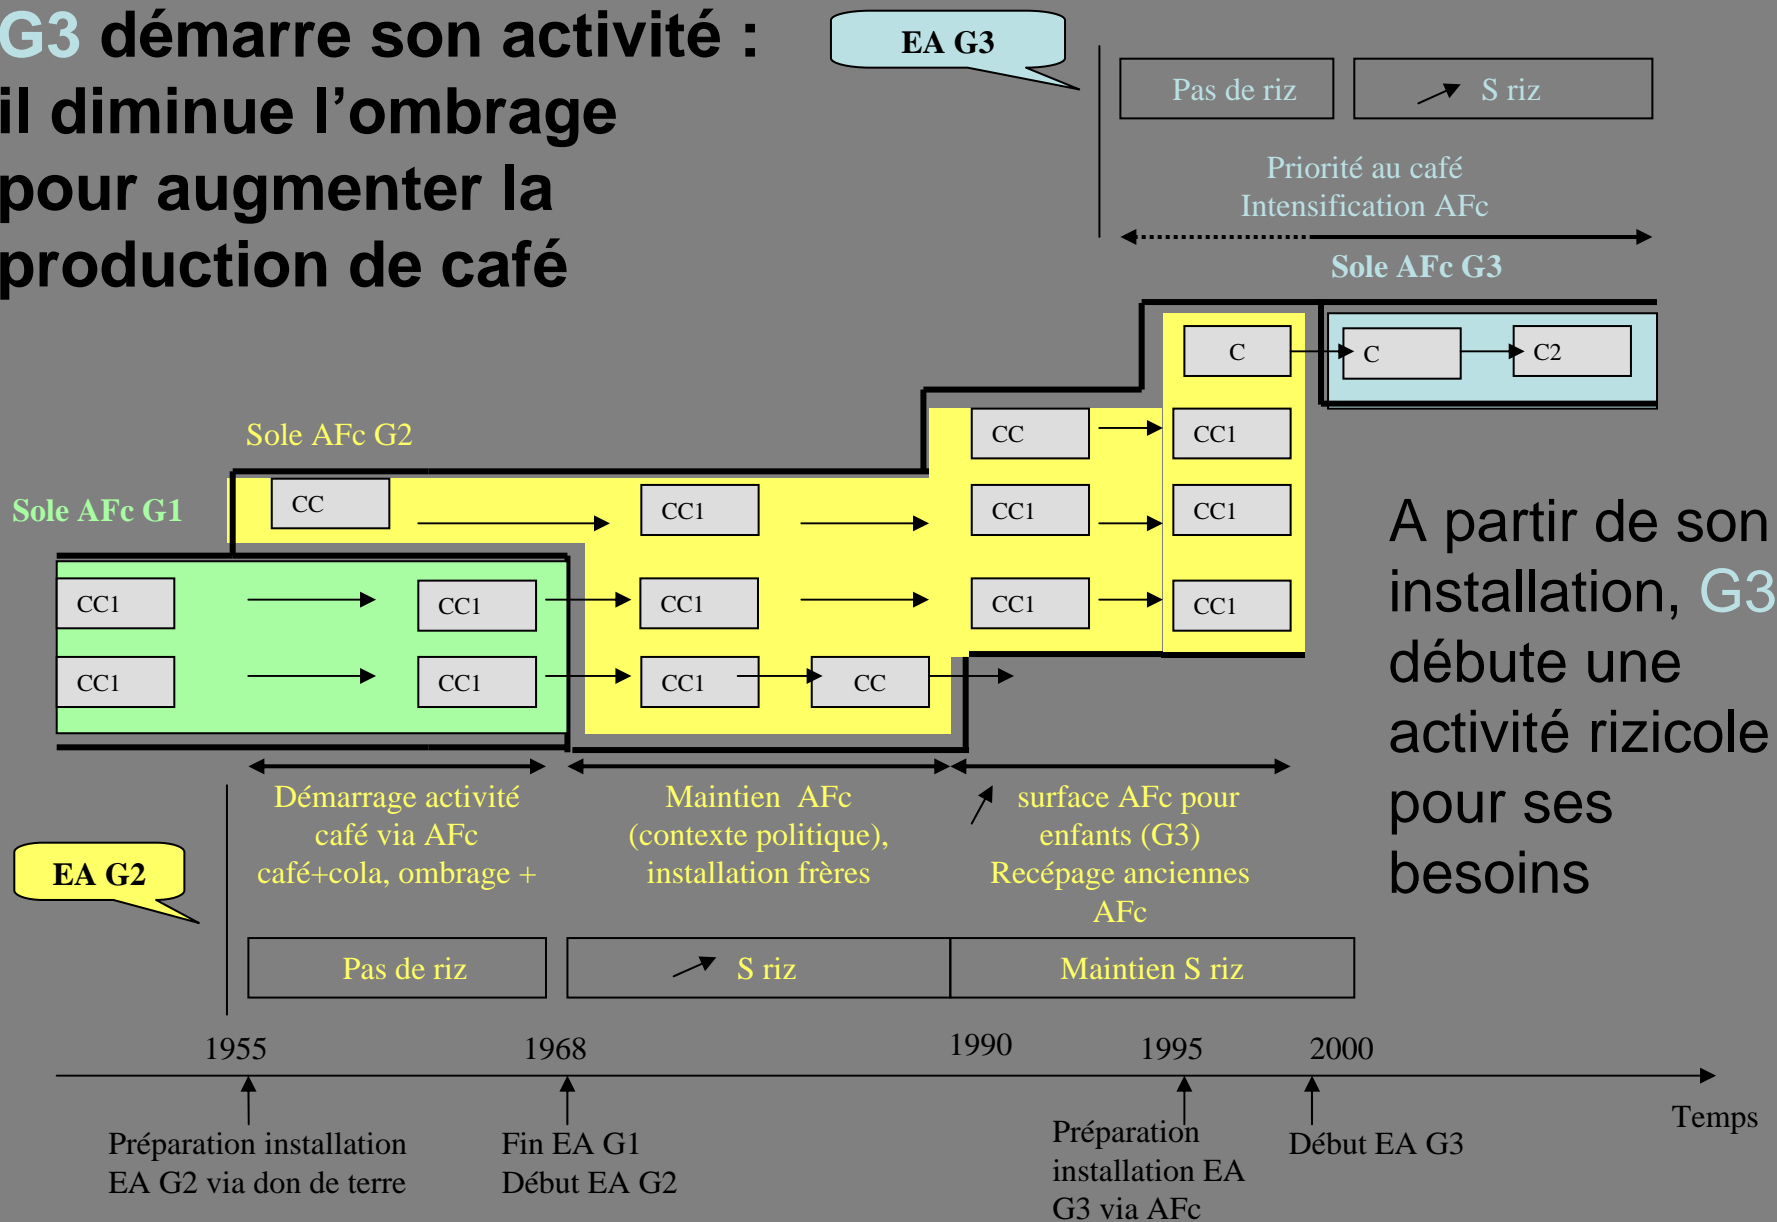 G3 démarre son activité :
il diminue l’ombrage
pour augmenter la
production de café
EA G3
Pas de riz
S riz
Priorité au café
Intensification AFc
Sole AFc G3
C
C
C2
Sole AFc G2
CC
CC1
CC
CC1
CC1
CC1
Sole AFc G1
CC
CC1
CC1
CC1
CC1
CC1
CC1
CC1
CC1
CC1
CC1
CC
A partir de son
installation, G3
débute une
activité rizicole
pour ses
besoins
EA G2
Démarrage activité
café via AFc
café+cola, ombrage +
Maintien AFc
(contexte politique),
installation frères
surface AFc pour
enfants (G3)
Recépage anciennes
AFc
Pas de riz
S riz
Maintien S riz
1955
1968
1990
1995
2000
Temps
Préparation installation
EA G2 via don de terre
Fin EA G1
Début EA G2
Préparation
installation EA
G3 via AFc
Début EA G3